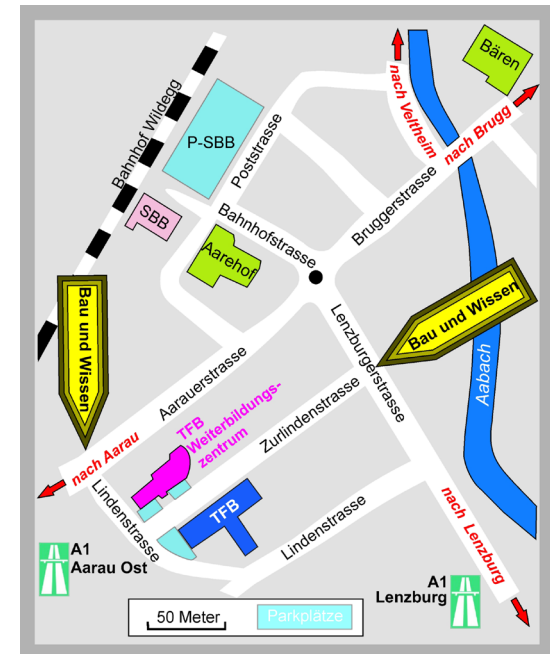 Bären
nach Veltheim
nach Brugg
Bahnhof Wildegg
P-SBB
Poststrasse
SBB
Bahnhofstrasse
Bruggerstrasse
Aarehof
Bau und Wissen
Bau und Wissen
Lenzburgerstrasse
Aabach
Aarauerstrasse
TFB
Weiterbildungs-
zentrum
Zurlindenstrasse
nach Aarau
Lindenstrasse
TFB
Lindenstrasse
nach Lenzburg
A1
Aarau Ost
A1
Lenzburg
50 Meter
Parkplätze